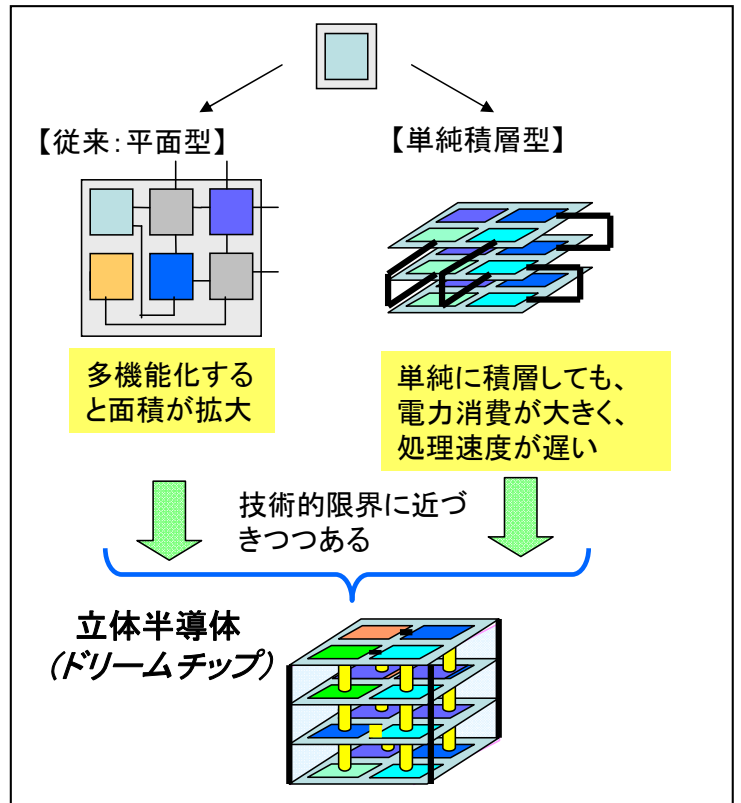 【従来：平面型】
【単純積層型】
多機能化する
と面積が拡大
単純に積層しても、
電力消費が大きく、
処理速度が遅い
技術的限界に近づ
きつつある
立体半導体
(ドリームチップ)